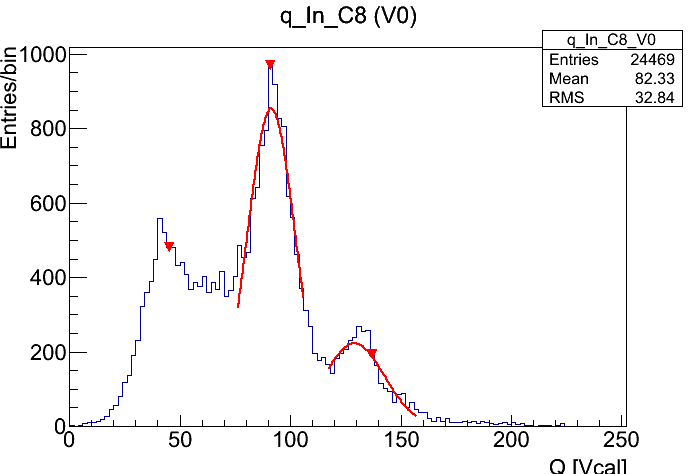 q_In_C8 (V0)
q_In_C8_V0
Entries 24469
Mean 82.33
RMS 32.84
Entries/bin
1000
800
600
400
200
0
0 50 100 150 200 250
Q [Vcal]